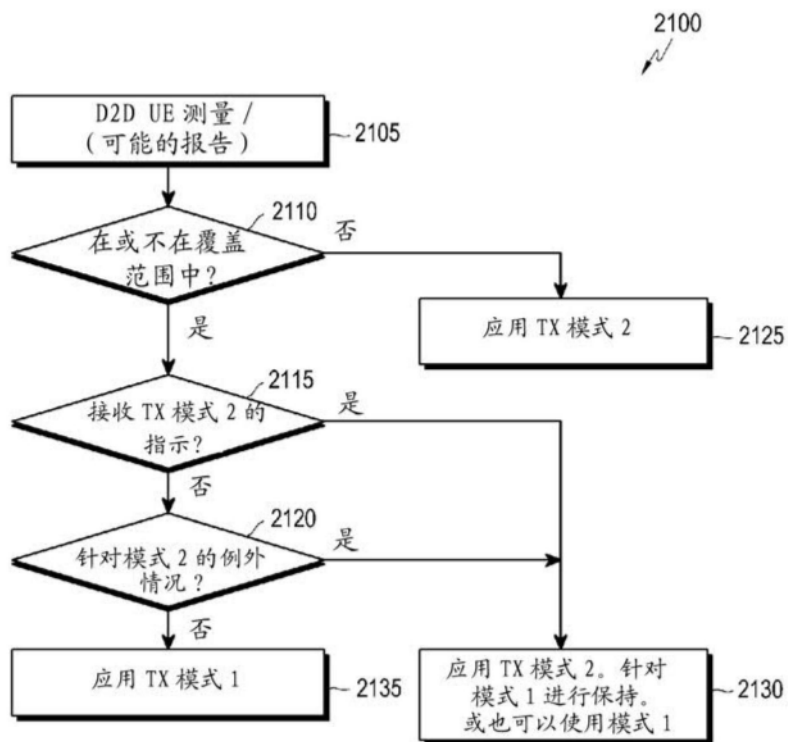 2100
D2D UE 测量 /
(可能的报告)
2105
2110
在或不在覆盖
范围中?
否
是
应用 TX 模式 2
2125
2115
接收 TX 模式 2 的
指示?
是
否
2120
针对模式 2 的例外
情况?
是
否
应用 TX 模式 1
2135
应用 TX 模式 2。针对
模式 1 进行保持。
或也可以使用模式 1
2130